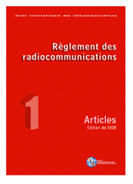 Union internationale des télécommunications
Règlement des
radiocommunications
1
Articles
Edition de 2008